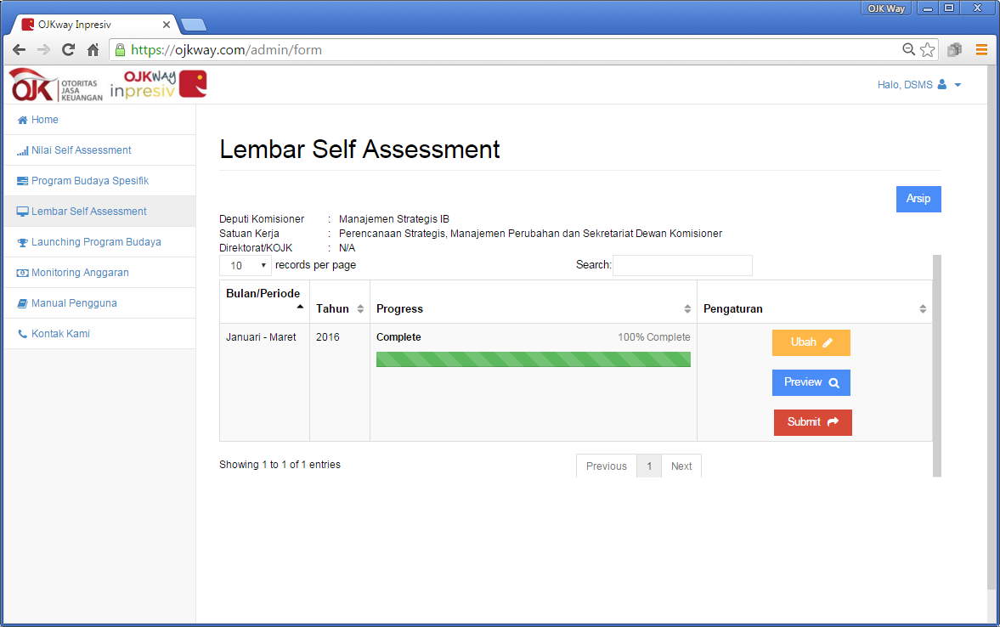 OJK Way
OJKway Inpresiv
https://ojkway.com/admin/form
OJK OTORITAS JASA KEUANGAN
OJKWAY inpresiv
Halo, DSMS
Home
Nilai Self Assessment
Program Budaya Spesifik
Lembar Self Assessment
Launching Program Budaya
Monitoring Anggaran
Manual Pengguna
Kontak Kami
Lembar Self Assessment
Arsip
Deputi Komisioner : Manajemen Strategis IB
Satuan Kerja : Perencanaan Strategis, Manajemen Perubahan dan Sekretariat Dewan Komisioner
Direktorat/KOJK : N/A
10 records per page Search:
Bulan/Periode Tahun Progress Pengaturan
Januari - Maret 2016 Complete 100% Complete Ubah
Preview
Submit
Showing 1 to 1 of 1 entries Previous 1 Next